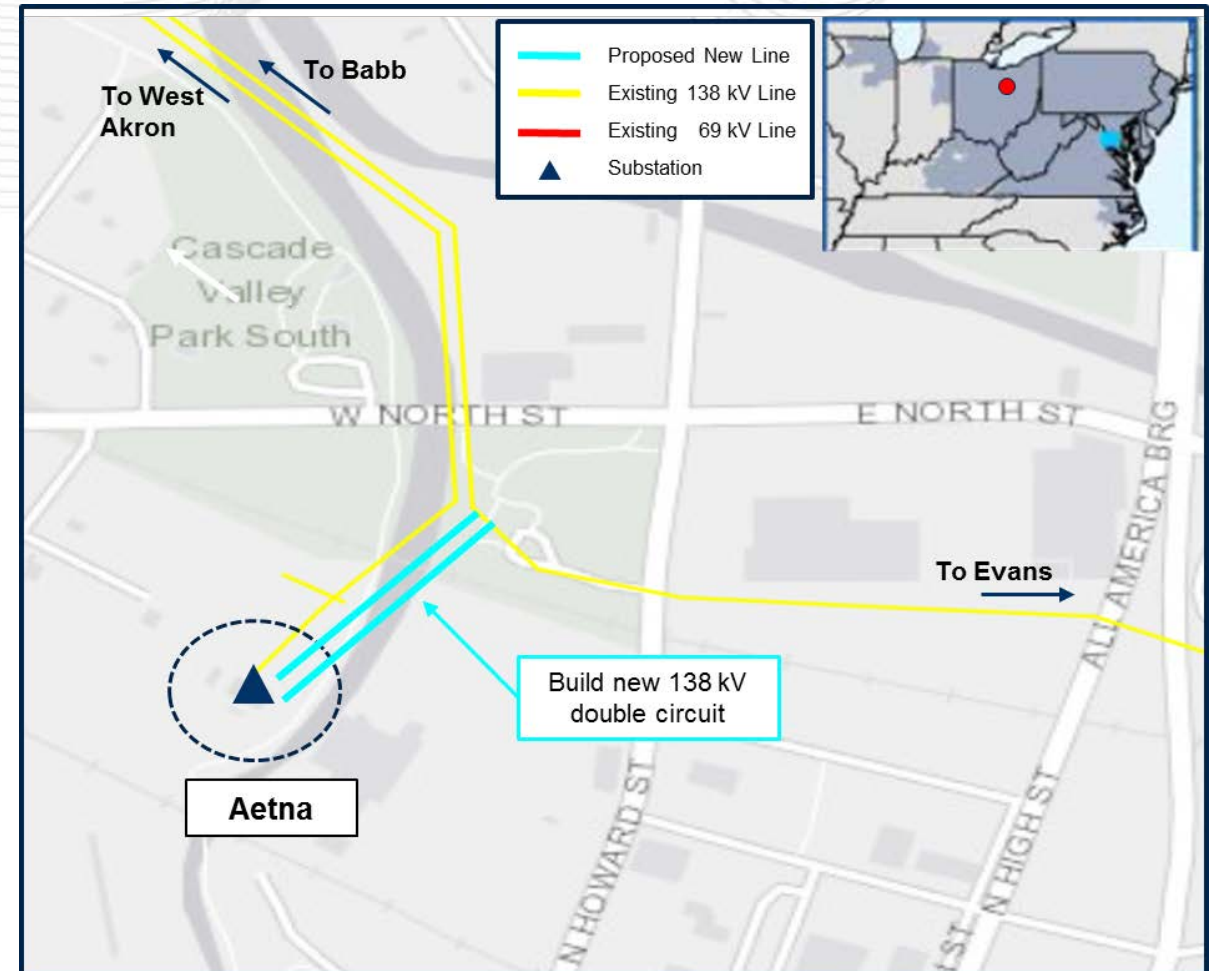 To Babb
To West
Akron
Proposed New Line
Existing 138 kV Line
Existing 69 kV Line
Substation
Cascade
Valley
Park South
W NORTH ST
E NORTH ST
ALL AMERICA BRG
To Evans
Build new 138 kV
double circuit
Aetna
N HOWARD ST
N HIGH ST
ST